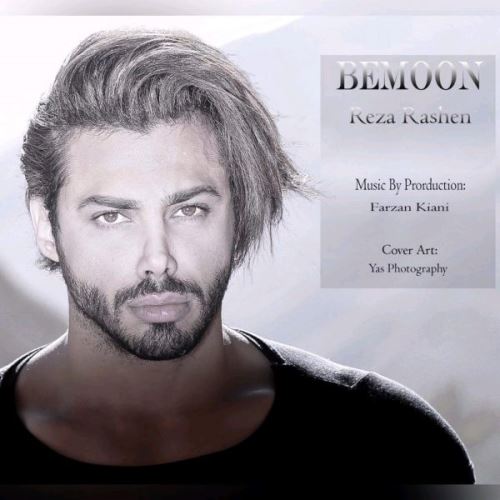 BEMOON
Reza Rashen
Music By Prorduction:
Farzan Kiani
Cover Art:
Yas Photography